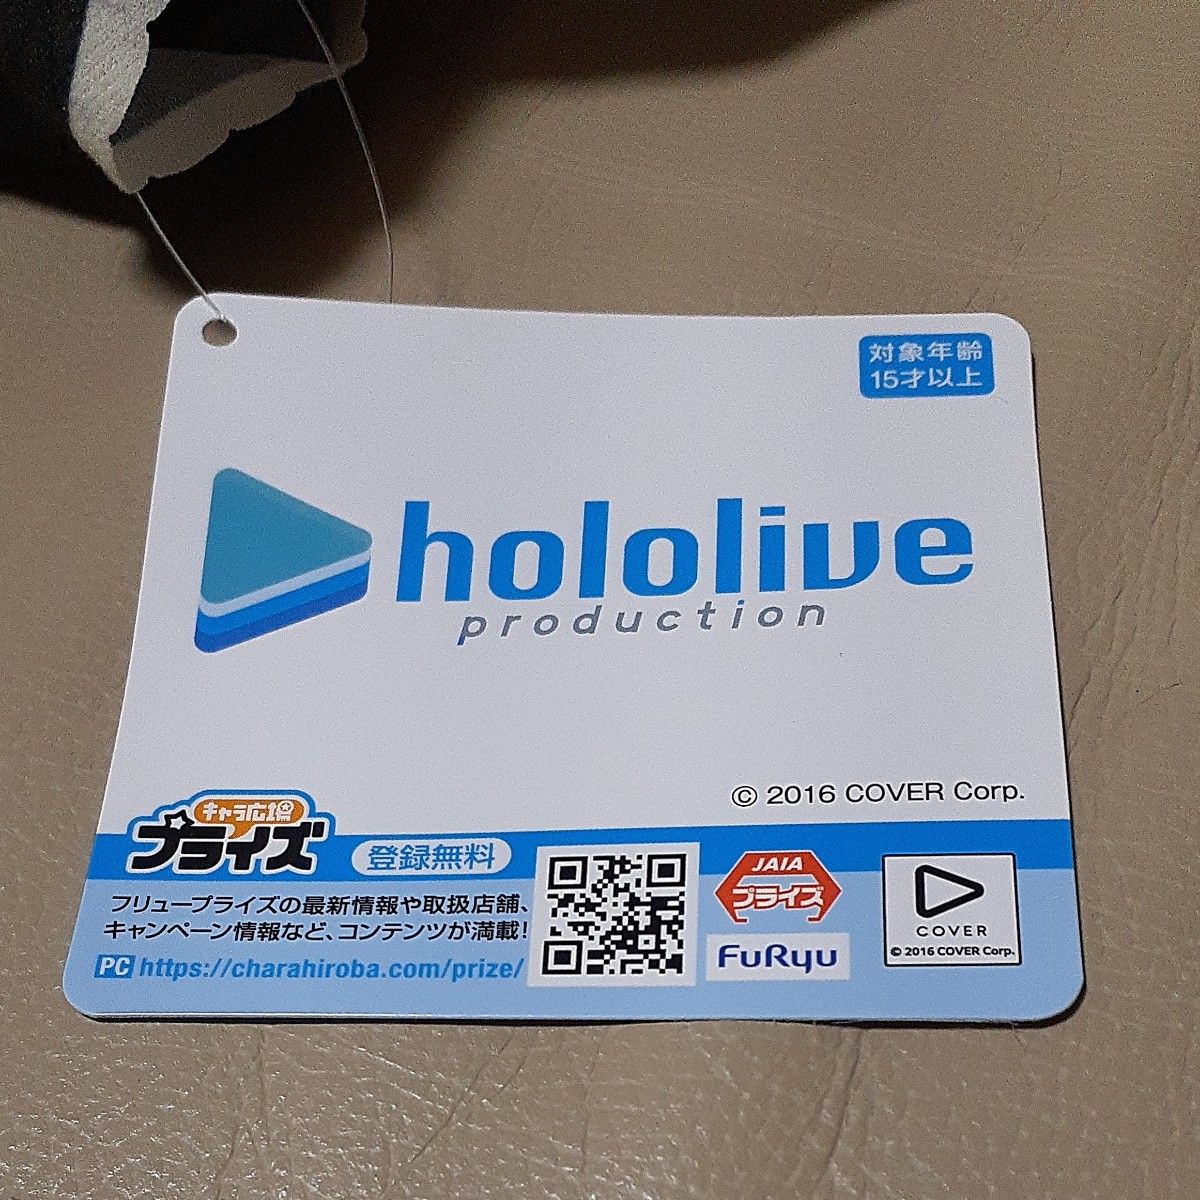 対象年齢
15才以上
hololive
production
© 2016 COVER Corp.
キャラ広場
プライズ
登録無料
フリュープライズの最新情報や取扱店舗、
キャンペーン情報など、コンテンツが満載!
PC https://charahiroba.com/prize/
JAIA
プライズ
FuRyu
COVER
© 2016 COVER Corp.